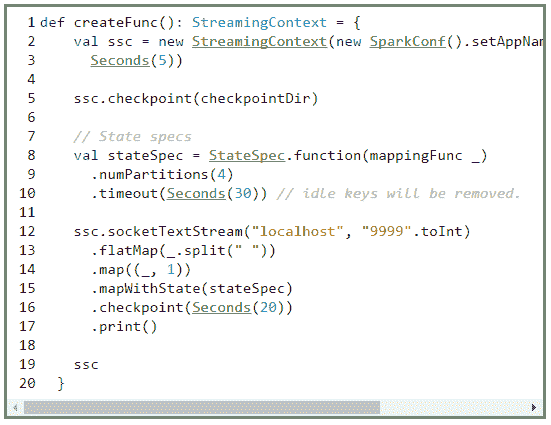 1 def createFunc(): StreamingContext = {
2     val ssc = new StreamingContext(new SparkConf().setAppNam
3       Seconds(5))
4
5     ssc.checkpoint(checkpointDir)
6
7     // State specs
8     val stateSpec = StateSpec.function(mappingFunc _)
9       .numPartitions(4)
10       .timeout(Seconds(30)) // idle keys will be removed.
11
12     ssc.socketTextStream("localhost", "9999".toInt)
13       .flatMap(_.split(" "))
14       .map((_, 1))
15       .mapWithState(stateSpec)
16       .checkpoint(Seconds(20))
17       .print()
18
19     ssc
20   }